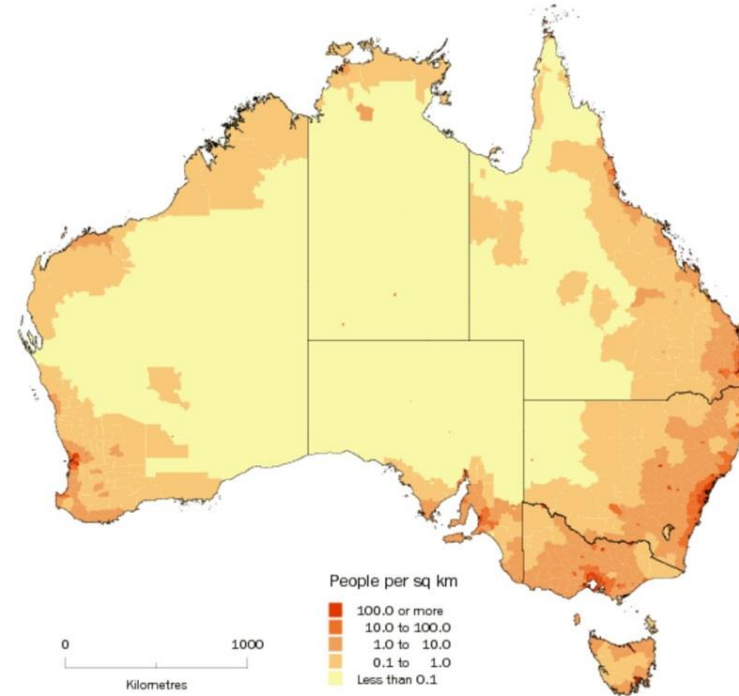 People per sq km
100.0 or more
10.0 to 100.0
1.0 to 10.0
0.1 to 1.0
Less than 0.1
0 1000
Kilometres